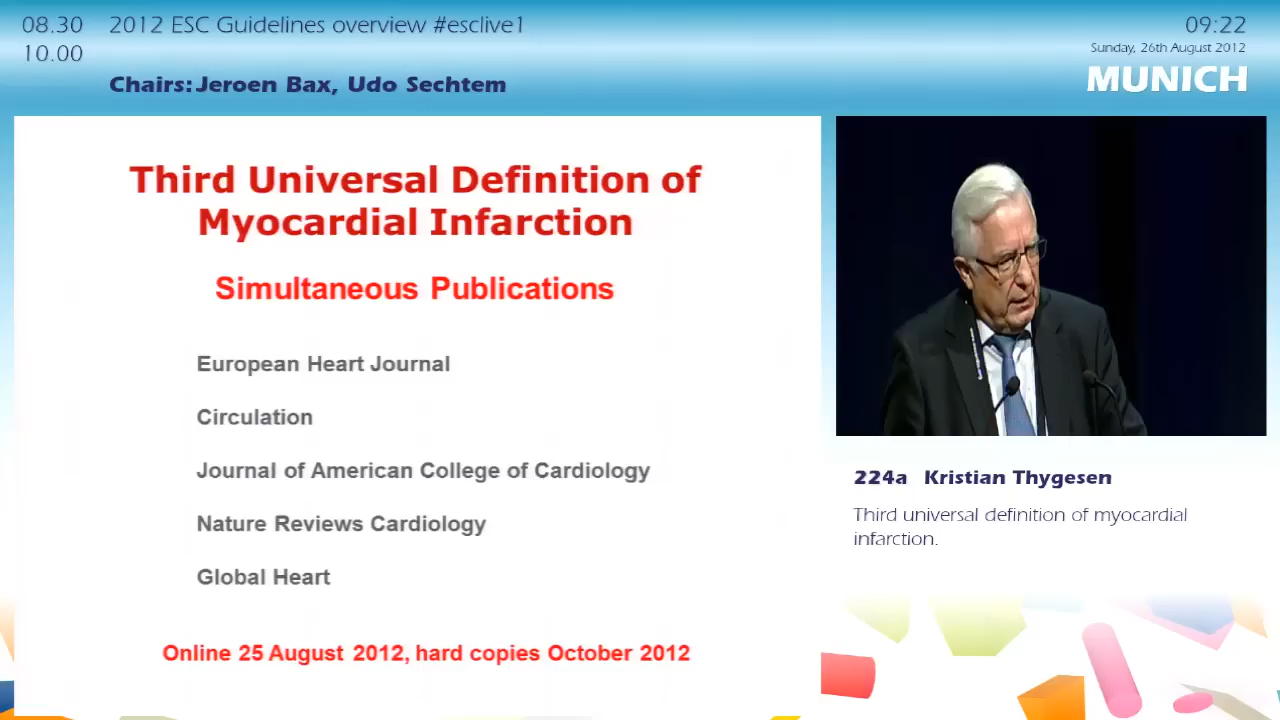 08.30
10.00
2012 ESC Guidelines overview #esclive1
Chairs: Jeroen Bax, Udo Sechtem
09:22
Sunday, 26th August 2012
MUNICH
Third Universal Definition of
Myocardial Infarction
Simultaneous Publications
European Heart Journal
Circulation
Journal of American College of Cardiology
Nature Reviews Cardiology
Global Heart
Online 25 August 2012, hard copies October 2012
224a Kristian Thygesen
Third universal definition of myocardial
infarction.